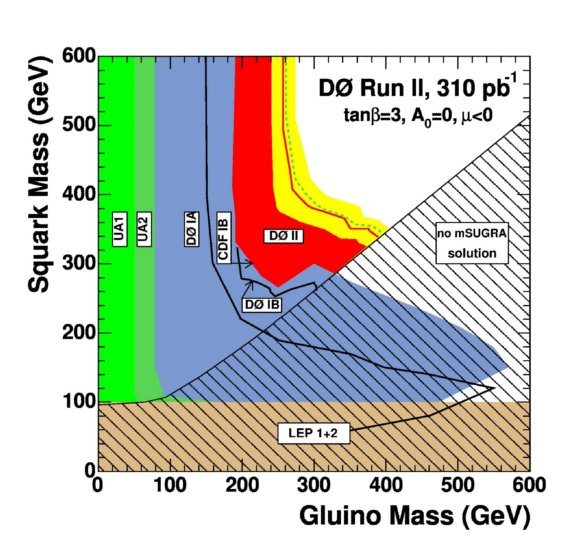 DØ Run II, 310 pb⁻¹
tanβ=3, A₀=0, μ<0
Squark Mass (GeV)
600
500
400
300
200
100
0
UA1
UA2
DØ IA
CDF IB
DØ II
DØ IB
no mSUGRA
solution
LEP 1+2
0
100
200
300
400
500
600
Gluino Mass (GeV)